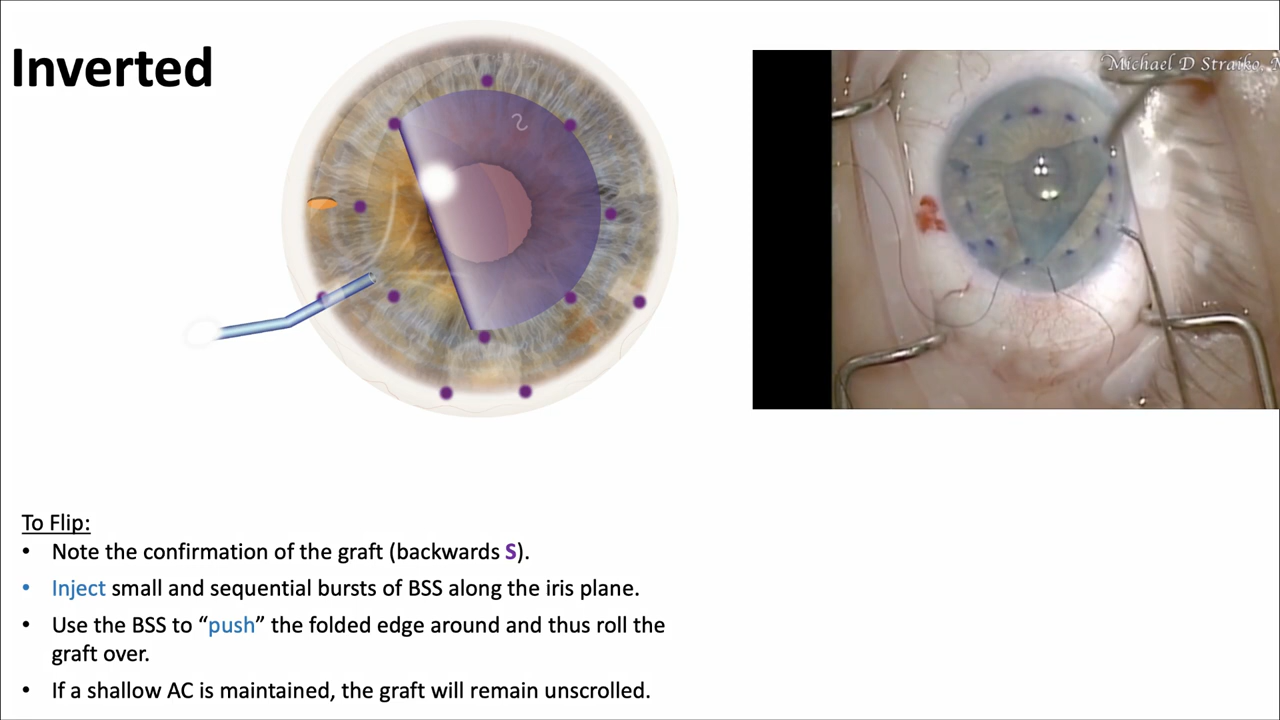 Inverted
Michael D Straiko, M
To Flip:
• Note the confirmation of the graft (backwards S).
• Inject small and sequential bursts of BSS along the iris plane.
• Use the BSS to “push” the folded edge around and thus roll the
graft over.
• If a shallow AC is maintained, the graft will remain unscrolled.